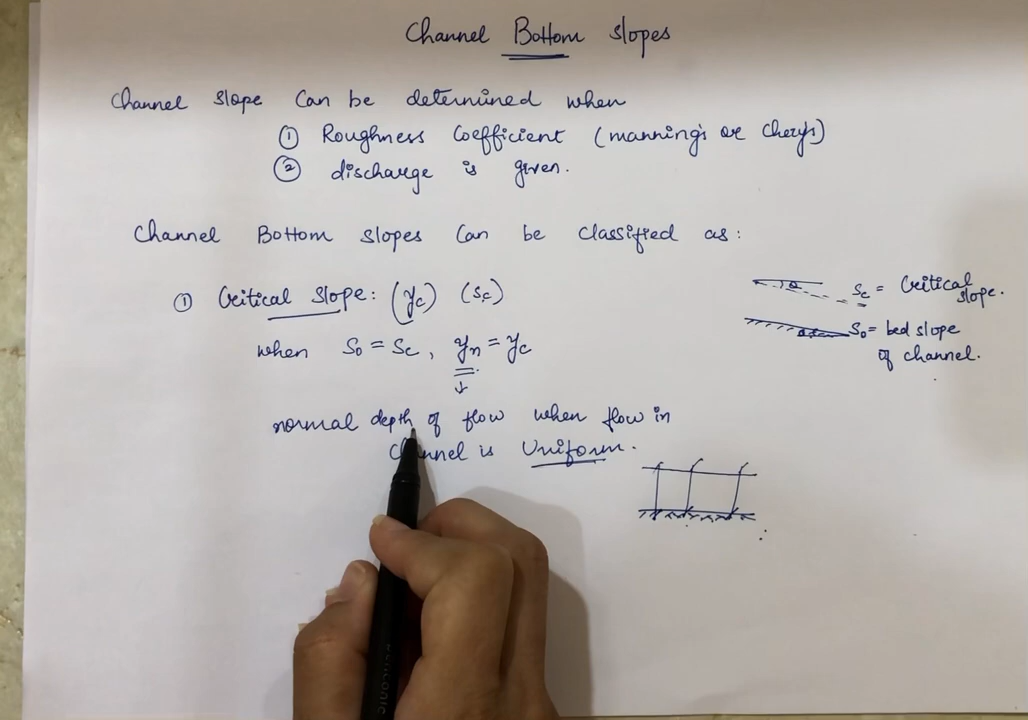 Channel Bottom slopes
Channel slope Can be determined when
① Roughness Coefficient (manning's or Chezy's)
② discharge is given.
Channel Bottom slopes Can be classified as :
① Critical slope: (yc) (Sc)
Sc = Critical slope.
when S0 = Sc, yn = yc
S0 = bed slope
of channel.
normal depth of flow when flow in
channel is Uniform.